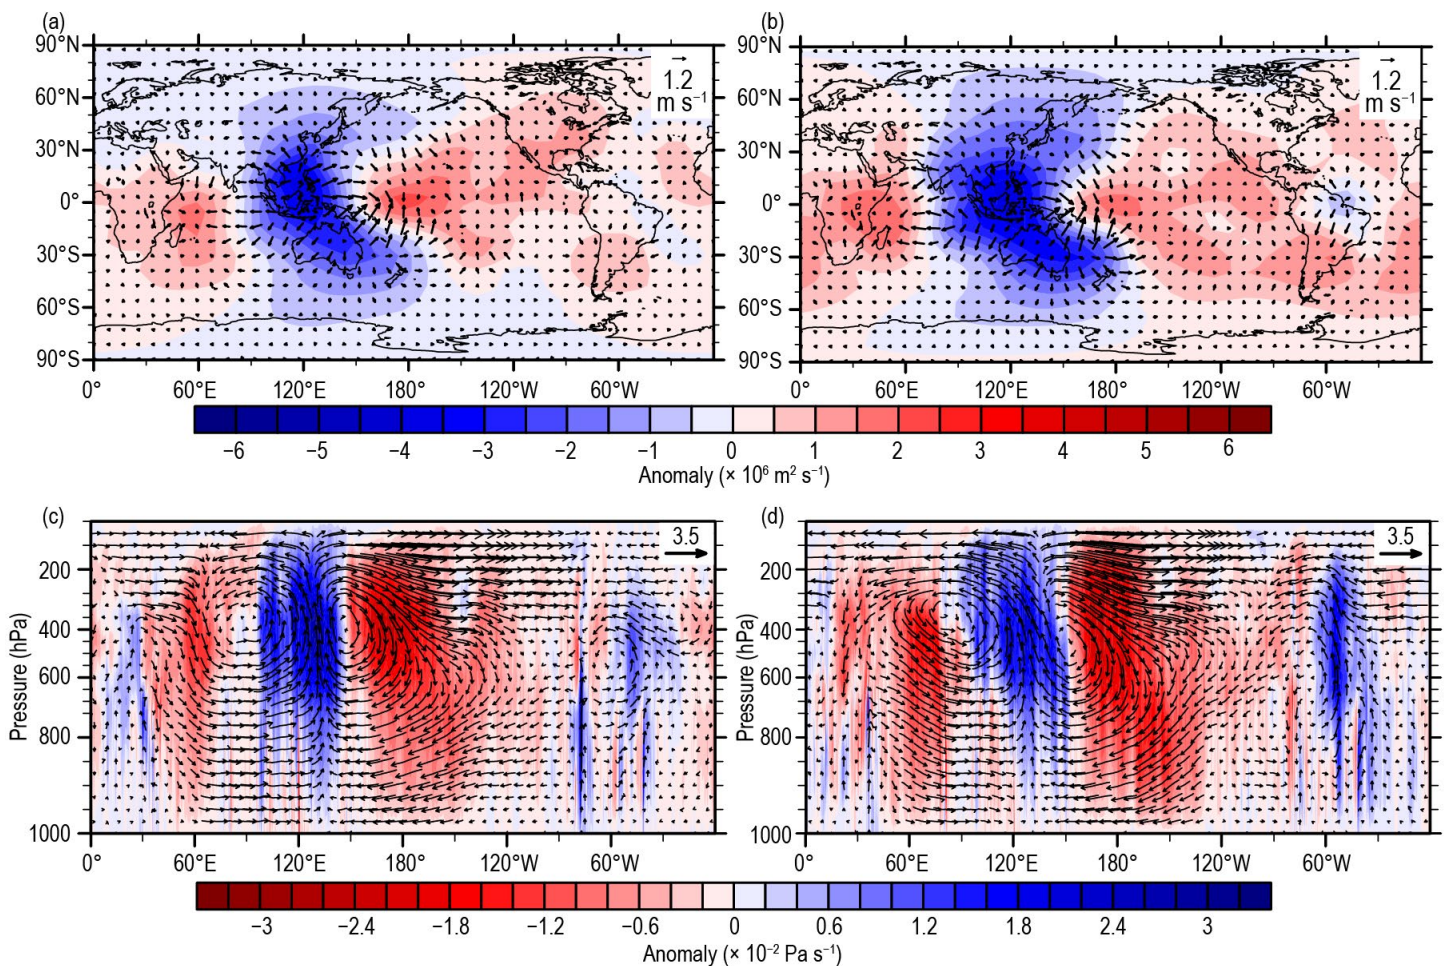 (a) (b)
90°N 90°N
1.2 1.2
m s⁻¹ m s⁻¹
60°N 60°N
30°N 30°N
0° 0°
30°S 30°S
60°S 60°S
90°S 90°S
0° 60°E 120°E 180° 120°W 60°W 0° 60°E 120°E 180° 120°W 60°W
−6 −5 −4 −3 −2 −1 0 1 2 3 4 5 6
Anomaly (× 10⁶ m² s⁻¹)
(c) (d)
3.5 3.5
200 200
400 400
600 600
800 800
1000 1000
Pressure (hPa) Pressure (hPa)
0° 60°E 120°E 180° 120°W 60°W 0° 60°E 120°E 180° 120°W 60°W
−3 −2.4 −1.8 −1.2 −0.6 0 0.6 1.2 1.8 2.4 3
Anomaly (× 10⁻² Pa s⁻¹)